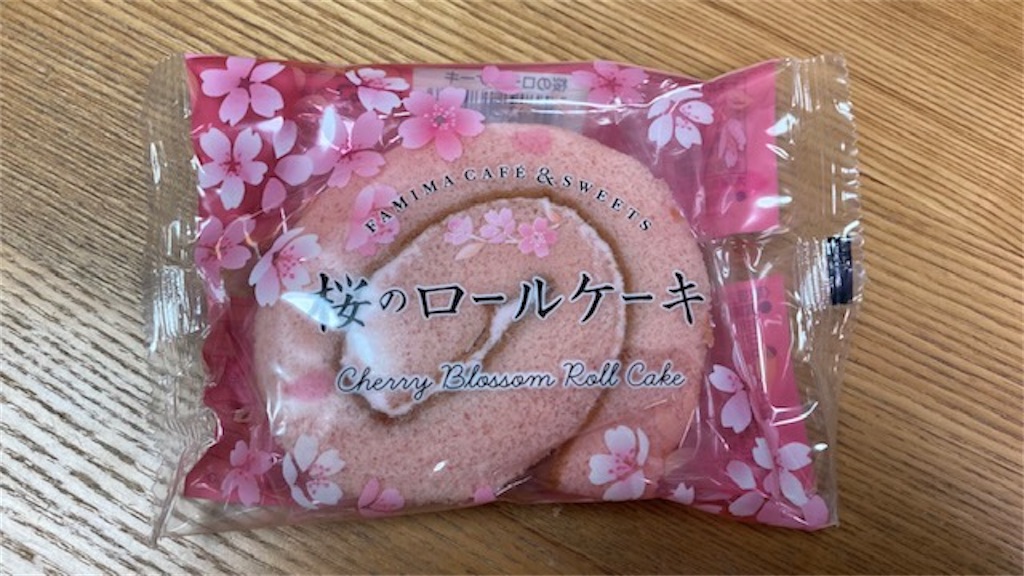 FAMIMA CAFÉ & SWEETS
桜のロールケーキ
Cherry Blossom Roll Cake